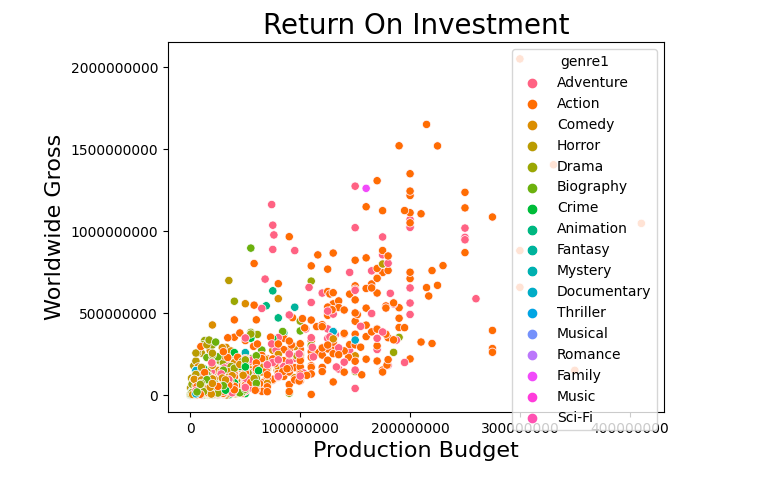 Return On Investment
Worldwide Gross
2000000000
1500000000
1000000000
500000000
0
genre1
Adventure
Action
Comedy
Horror
Drama
Biography
Crime
Animation
Fantasy
Mystery
Documentary
Thriller
Musical
Romance
Family
Music
Sci-Fi
0 100000000 200000000 300000000 400000000
Production Budget